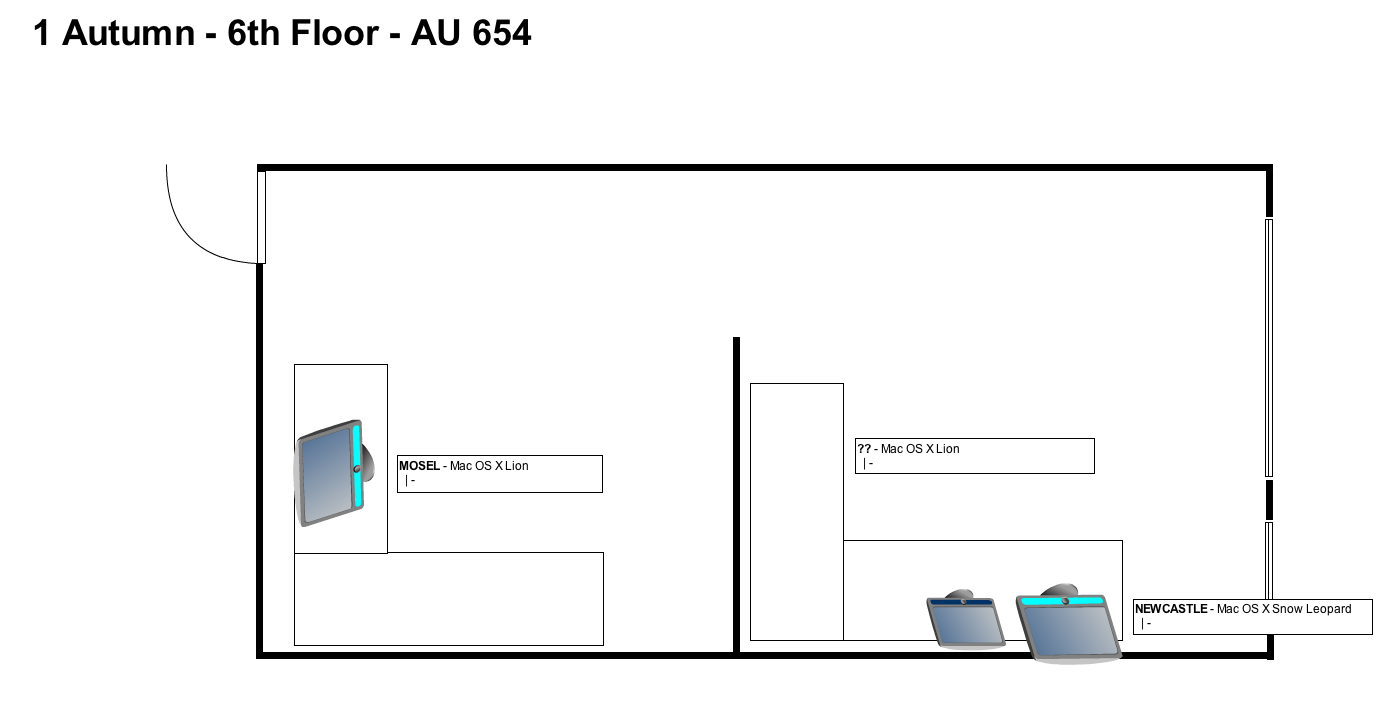 1 Autumn - 6th Floor - AU 654
?? - Mac OS X Lion
|-
MOSEL - Mac OS X Lion
|-
NEWCASTLE - Mac OS X Snow Leopard
|-